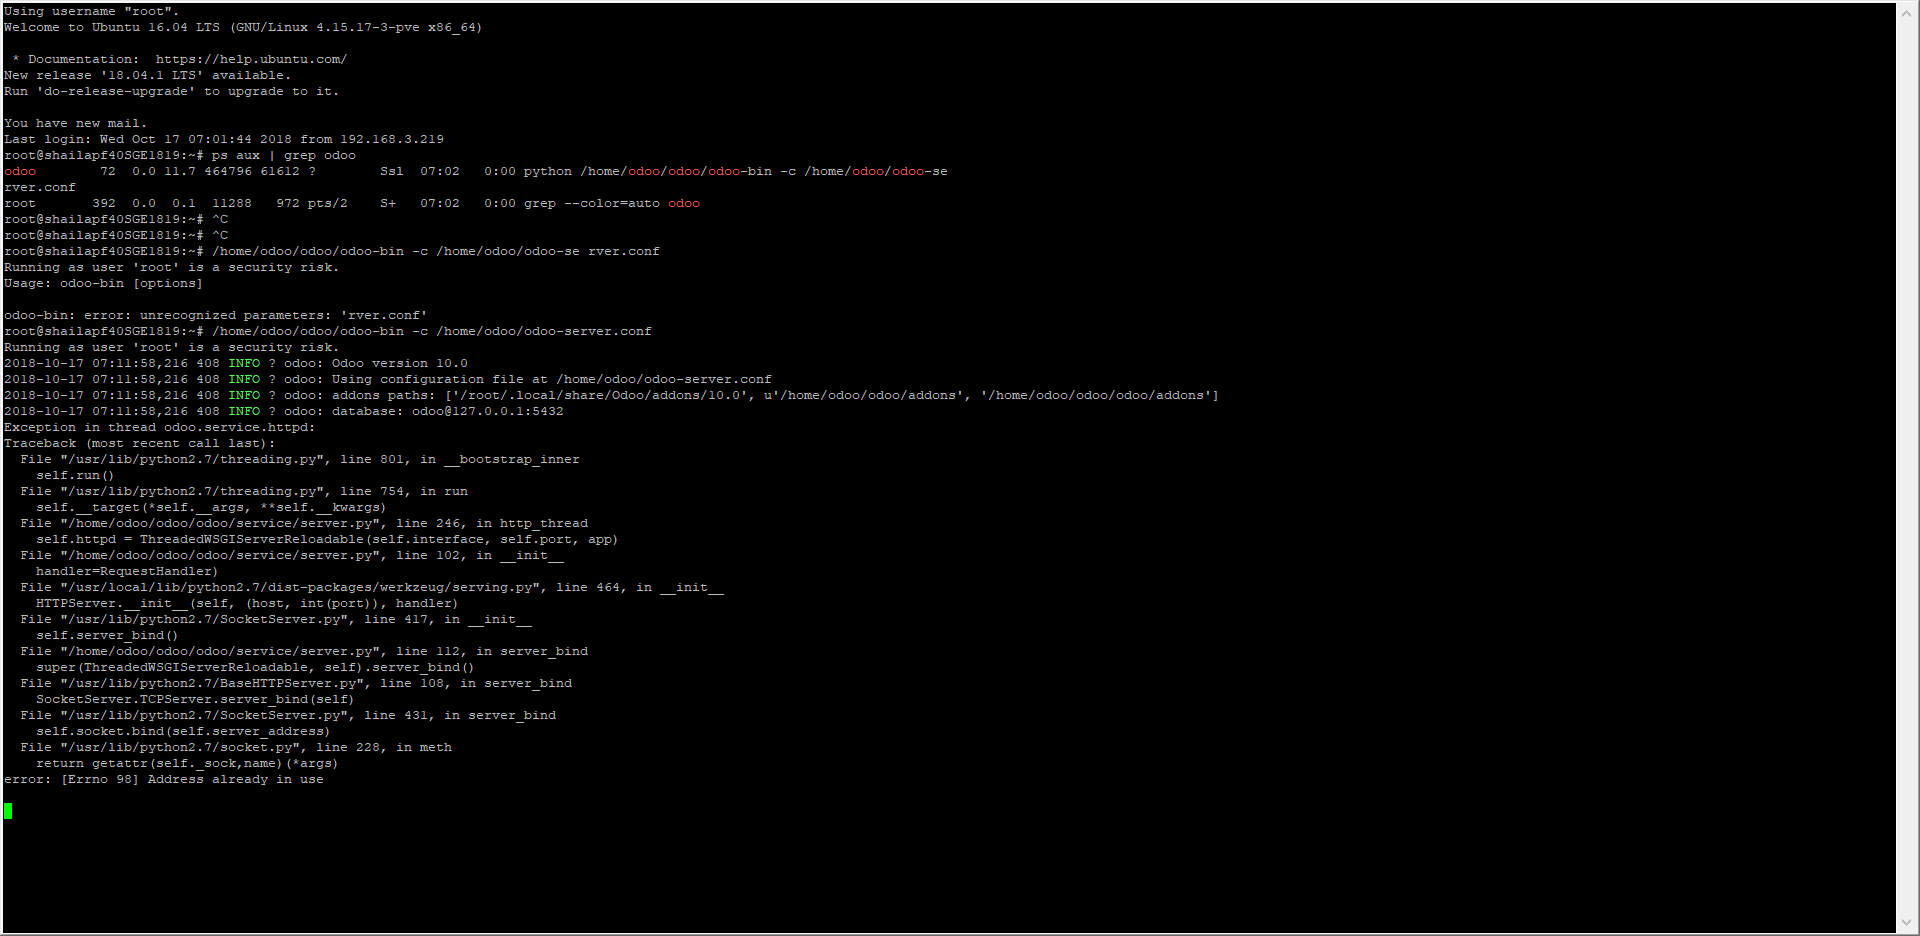 Using username "root".
Welcome to Ubuntu 16.04 LTS (GNU/Linux 4.15.17-3-pve x86_64)
 * Documentation:  https://help.ubuntu.com/
New release '18.04.1 LTS' available.
Run 'do-release-upgrade' to upgrade to it.
You have new mail.
Last login: Wed Oct 17 07:01:44 2018 from 192.168.3.219
root@shailapf40SGE1819:~# ps aux | grep odoo
odoo        72  0.0 11.7 464796 61612 ?        Ssl  07:02   0:00 python /home/odoo/odoo/odoo-bin -c /home/odoo/odoo-se
rver.conf
root       392  0.0  0.1  11288   972 pts/2    S+   07:02   0:00 grep --color=auto odoo
root@shailapf40SGE1819:~# ^C
root@shailapf40SGE1819:~# ^C
root@shailapf40SGE1819:~# /home/odoo/odoo/odoo-bin -c /home/odoo/odoo-se rver.conf
Running as user 'root' is a security risk.
Usage: odoo-bin [options]
odoo-bin: error: unrecognized parameters: 'rver.conf'
root@shailapf40SGE1819:~# /home/odoo/odoo/odoo-bin -c /home/odoo/odoo-server.conf
Running as user 'root' is a security risk.
2018-10-17 07:11:58,216 408 INFO ? odoo: Odoo version 10.0
2018-10-17 07:11:58,216 408 INFO ? odoo: Using configuration file at /home/odoo/odoo-server.conf
2018-10-17 07:11:58,216 408 INFO ? odoo: addons paths: ['/root/.local/share/Odoo/addons/10.0', u'/home/odoo/odoo/addons', '/home/odoo/odoo/odoo/addons']
2018-10-17 07:11:58,216 408 INFO ? odoo: database: odoo@127.0.0.1:5432
Exception in thread odoo.service.httpd:
Traceback (most recent call last):
  File "/usr/lib/python2.7/threading.py", line 801, in __bootstrap_inner
    self.run()
  File "/usr/lib/python2.7/threading.py", line 754, in run
    self.__target(*self.__args, **self.__kwargs)
  File "/home/odoo/odoo/odoo/service/server.py", line 246, in http_thread
    self.httpd = ThreadedWSGIServerReloadable(self.interface, self.port, app)
  File "/home/odoo/odoo/odoo/service/server.py", line 102, in __init__
    handler=RequestHandler)
  File "/usr/local/lib/python2.7/dist-packages/werkzeug/serving.py", line 464, in __init__
    HTTPServer.__init__(self, (host, int(port)), handler)
  File "/usr/lib/python2.7/SocketServer.py", line 417, in __init__
    self.server_bind()
  File "/home/odoo/odoo/odoo/service/server.py", line 112, in server_bind
    super(ThreadedWSGIServerReloadable, self).server_bind()
  File "/usr/lib/python2.7/BaseHTTPServer.py", line 108, in server_bind
    SocketServer.TCPServer.server_bind(self)
  File "/usr/lib/python2.7/SocketServer.py", line 431, in server_bind
    self.socket.bind(self.server_address)
  File "/usr/lib/python2.7/socket.py", line 228, in meth
    return getattr(self._sock,name)(*args)
error: [Errno 98] Address already in use